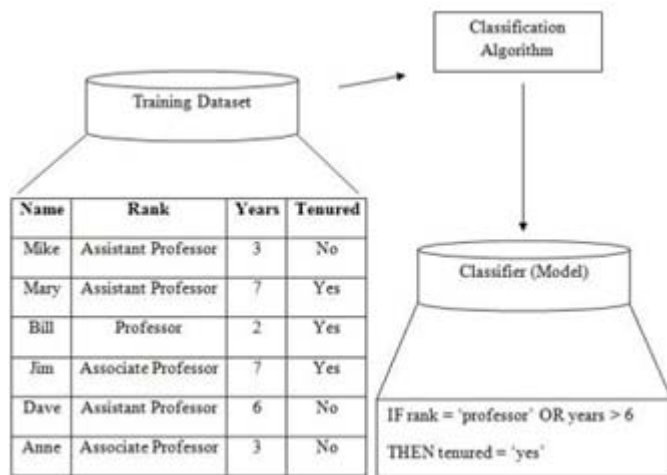 Classification
Algorithm
Training Dataset
Name Rank Years Tenured
Mike Assistant Professor 3 No
Mary Assistant Professor 7 Yes
Bill Professor 2 Yes
Jim Associate Professor 7 Yes
Dave Assistant Professor 6 No
Anne Associate Professor 3 No
Classifier (Model)
IF rank = ‘professor’ OR years > 6
THEN tenured = ‘yes’